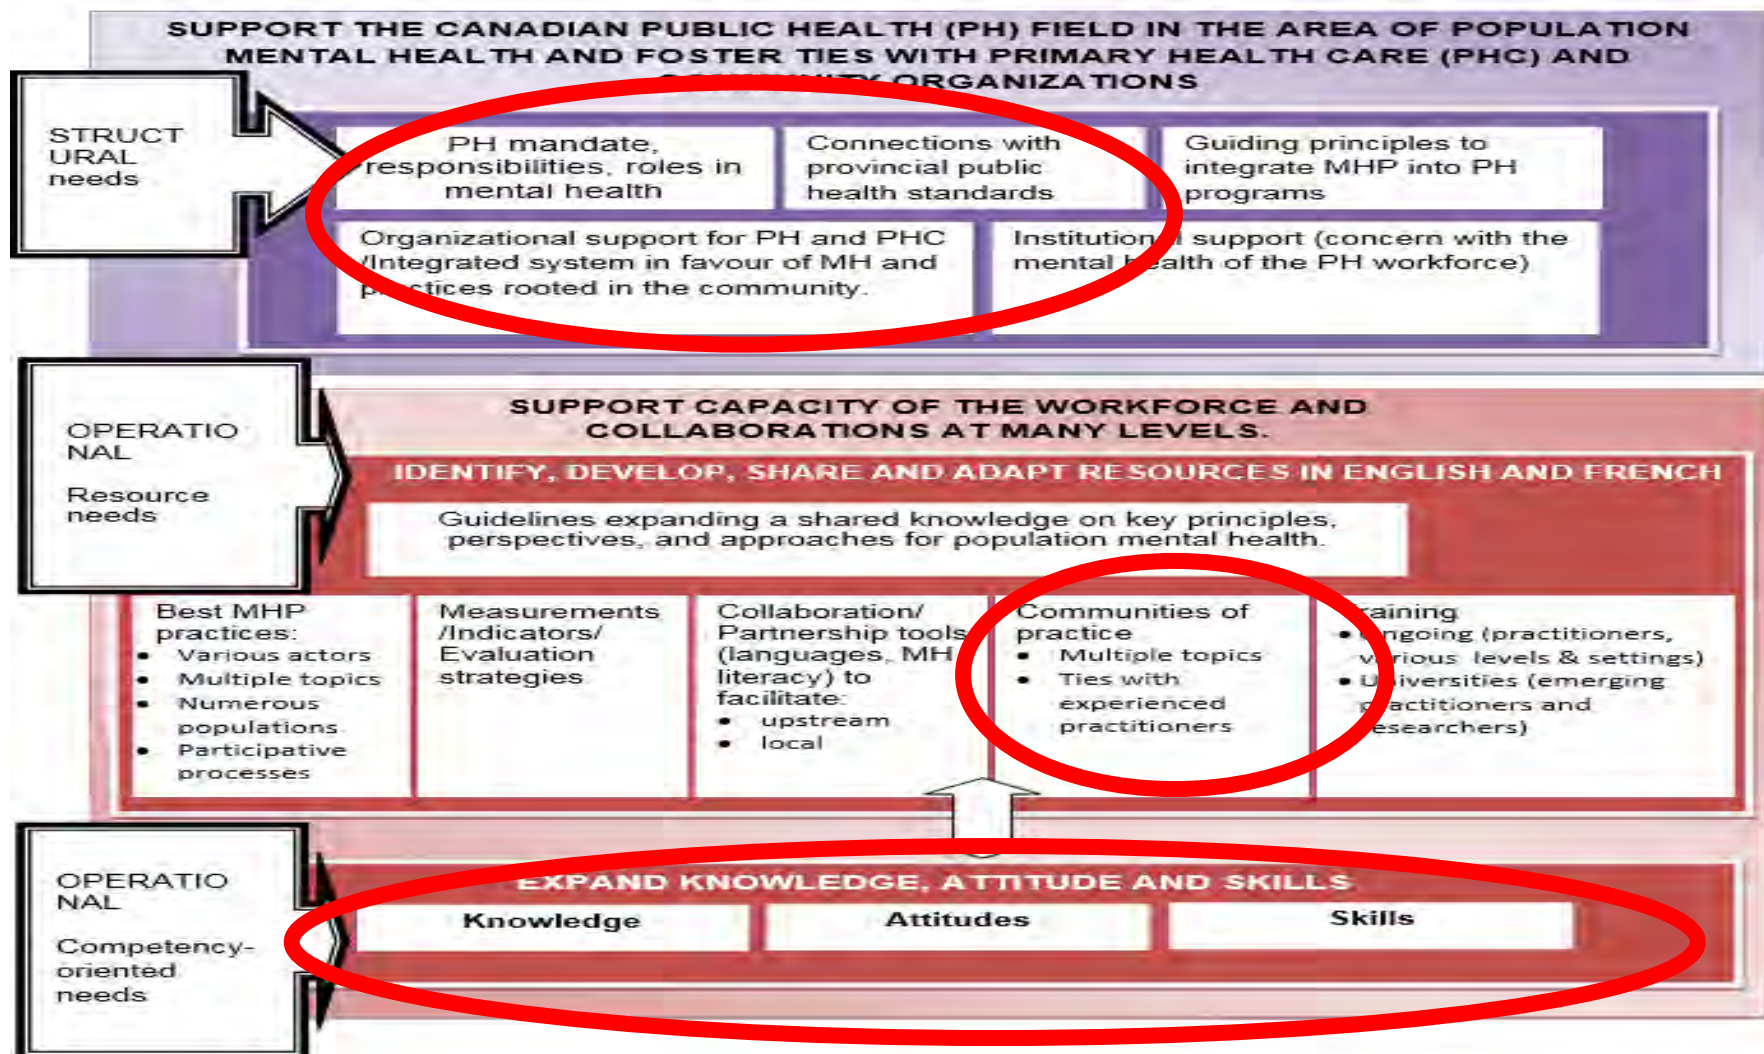 SUPPORT THE CANADIAN PUBLIC HEALTH (PH) FIELD IN THE AREA OF POPULATION
MENTAL HEALTH AND FOSTER TIES WITH PRIMARY HEALTH CARE (PHC) AND
ORGANIZATIONS
STRUCT
URAL
needs
PH mandate,
responsibilities, roles in
mental health
Connections with
provincial public
health standards
Guiding principles to
integrate MHP into PH
programs
Organizational support for PH and PHC
/Integrated system in favour of MH and
practices rooted in the community.
Institutional support (concern with the
mental health of the PH workforce)
OPERATIO
NAL
Resource
needs
SUPPORT CAPACITY OF THE WORKFORCE AND
COLLABORATIONS AT MANY LEVELS.
IDENTIFY, DEVELOP, SHARE AND ADAPT RESOURCES IN ENGLISH AND FRENCH
Guidelines expanding a shared knowledge on key principles,
perspectives, and approaches for population mental health.
Best MHP
practices:
• Various actors
• Multiple topics
• Numerous
populations
• Participative
processes
Measurements
/Indicators/
Evaluation
strategies
Collaboration/
Partnership tools
(languages, MH
literacy) to
facilitate:
• upstream
• local
Communities of
practice
• Multiple topics
• Ties with
experienced
practitioners
Training
• Ongoing (practitioners,
various levels & settings)
• Universities (emerging
practitioners and
researchers)
OPERATIO
NAL
Competency-
oriented
needs
EXPAND KNOWLEDGE, ATTITUDE AND SKILLS
Knowledge
Attitudes
Skills